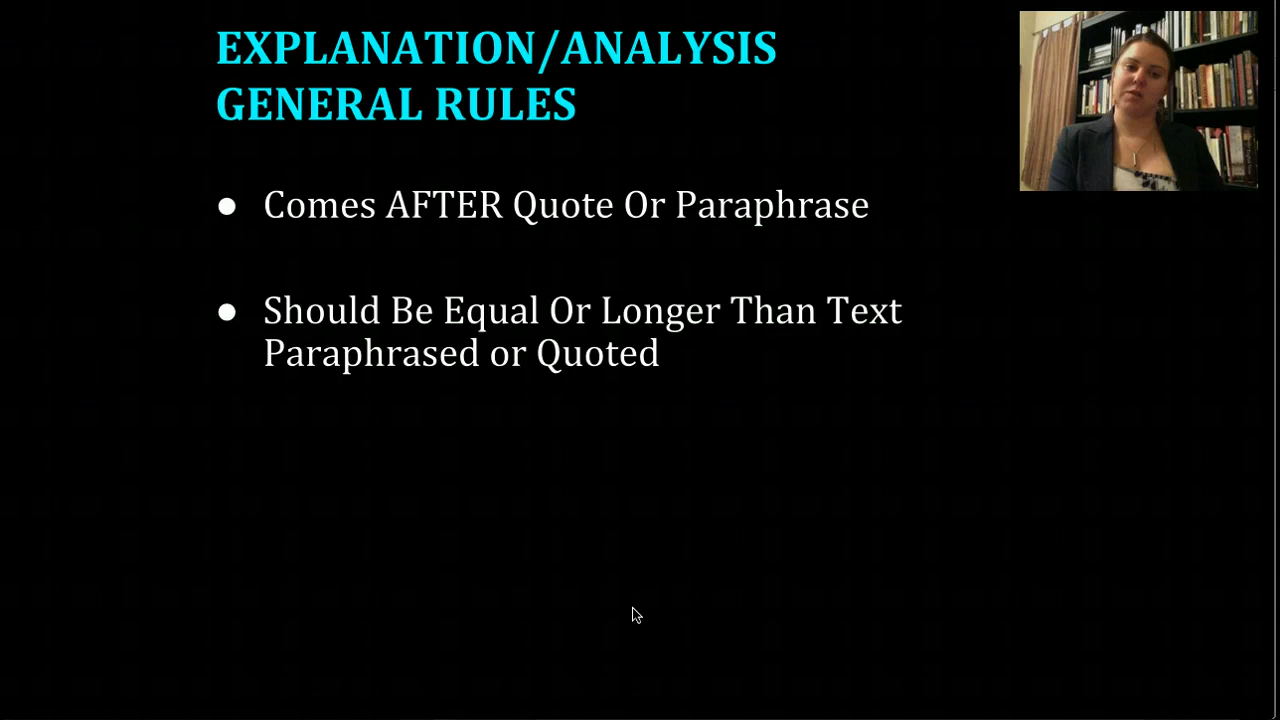 EXPLANATION/ANALYSIS
GENERAL RULES
● Comes AFTER Quote Or Paraphrase
● Should Be Equal Or Longer Than Text
Paraphrased or Quoted